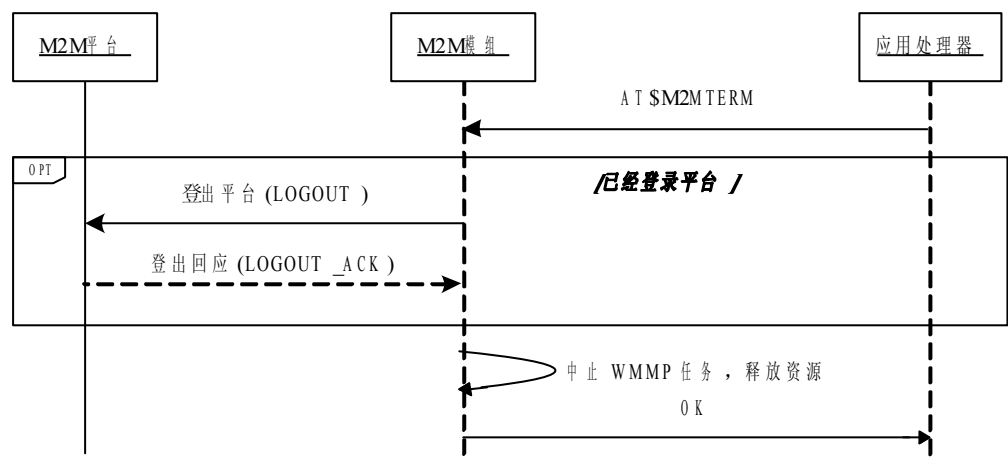 M2M平台
M2M模组
应用处理器
AT$M2MTERM
OPT
[已经登录平台 ]
登出平台(LOGOUT )
登出回应(LOGOUT _ACK)
中止 WMMP 任务，释放资源
OK